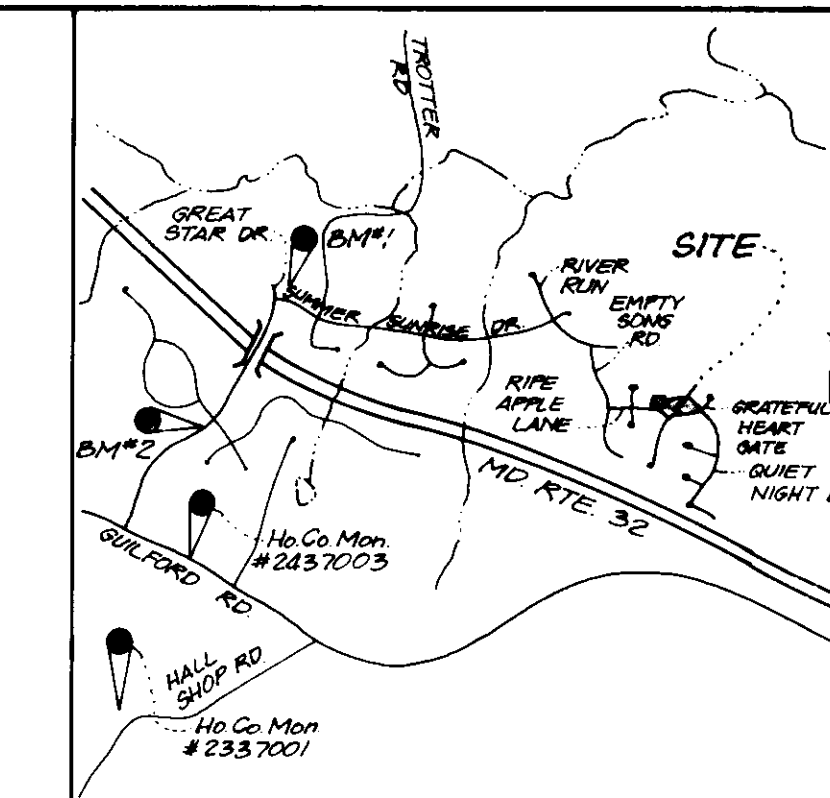 TROTTER
RD
GREAT
STAR DR.
BM#1
SITE
RIVER
RUN
SUMMER SUNRISE DR.
EMPTY
SONG
RD
RIPE
APPLE
LANE
GRATEFUL
HEART
GATE
QUIET
NIGHT
BM#2
MD. RTE. 32
Ho.Co.Mon.
#2437003
GUILFORD RD.
HALL
SHOP RD.
Ho.Co.Mon.
#2337001